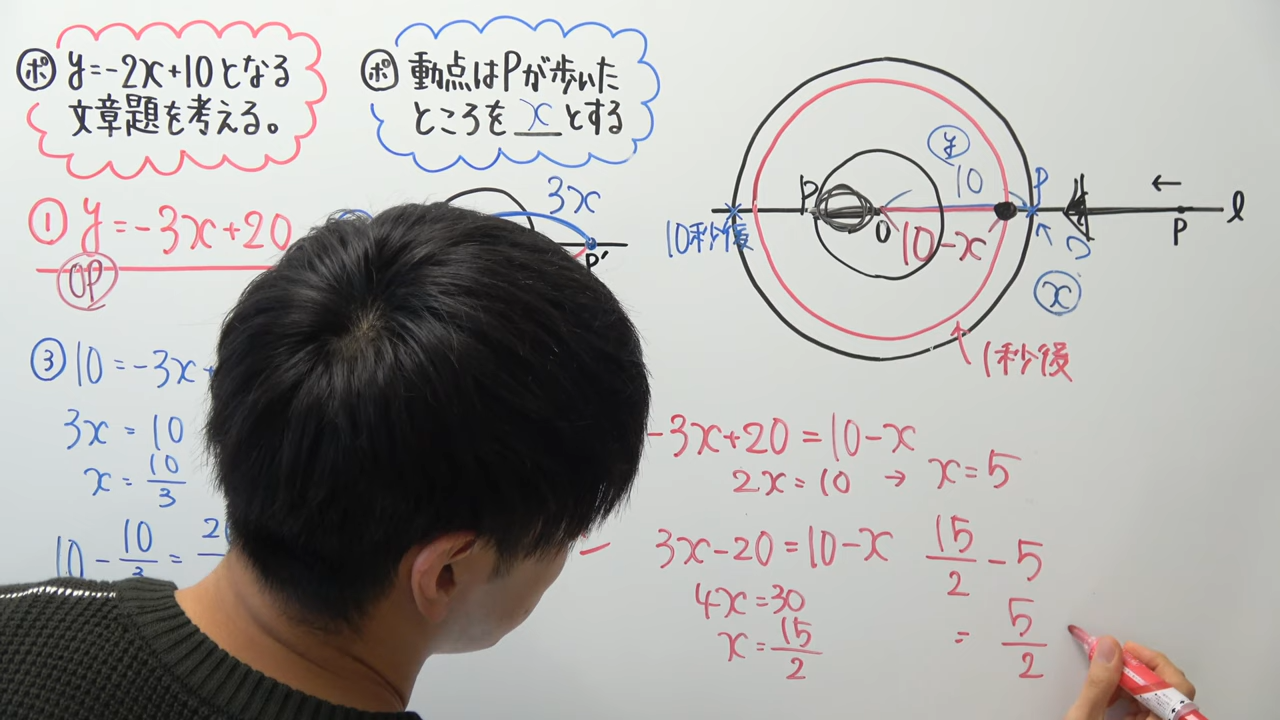 ポ y=-2x+10となる
文章題を考える。
ポ 動点はPが歩いた
ところを x とする
① y=-3x+20
OP
3x
P'
③ 10=-3x+
3x=10
x=10/3
10-10/3=
y
10
P
P
O
10-x
10秒後
←
P
l
x
1秒後
-3x+20=10-x
2x=10 → x=5
3x-20=10-x
4x=30
x=15/2
15/2-5
=5/2